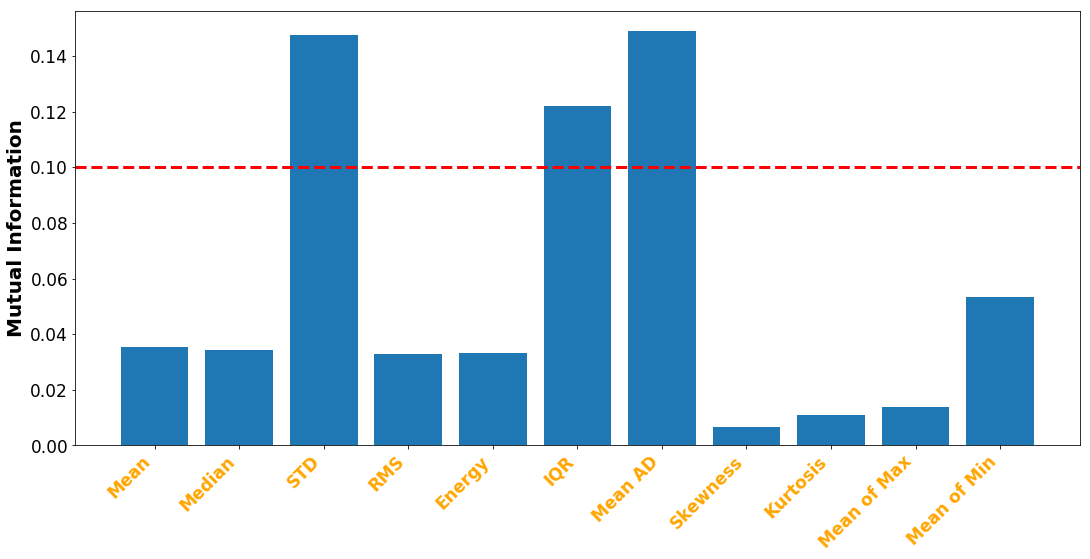 Mutual Information
0.14
0.12
0.10
0.08
0.06
0.04
0.02
0.00
Mean
Median
STD
RMS
Energy
IQR
Mean AD
Skewness
Kurtosis
Mean of Max
Mean of Min